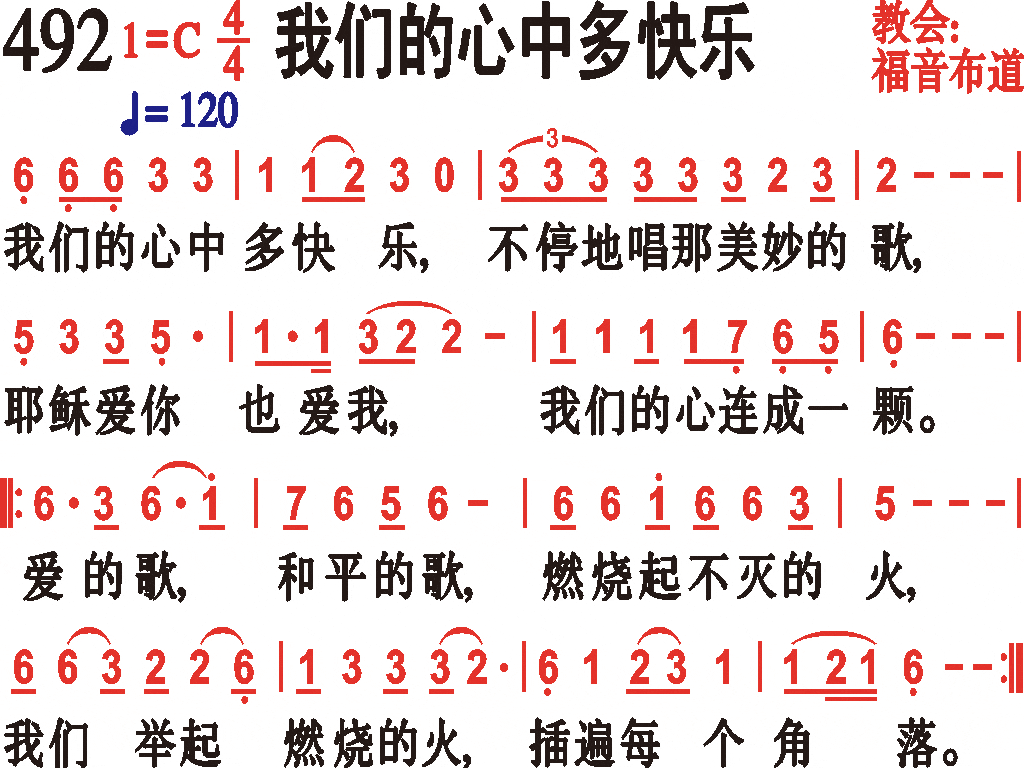 492 1=C 4/4 我们的心中多快乐 教会:
福音布道
♩= 120
6 6 6 3 3 | 1 1 2 3 0 | 3 3 3 3 3 3 2 3 | 2 - - - |
3
我们的心中多快乐, 不停地唱那美妙的歌,
5 3 3 5 · | 1 · 1 3 2 2 - | 1 1 1 1 7 6 5 | 6 - - - |
耶稣爱你也爱我, 我们的心连成一颗。
‖: 6 · 3 6 · 1 | 7 6 5 6 - | 6 6 1 6 6 3 | 5 - - - |
爱的歌, 和平的歌, 燃烧起不灭的火,
6 6 3 2 2 6 | 1 3 3 3 2 · | 6 1 2 3 1 | 1 2 1 6 - - :‖
我们举起燃烧的火, 插遍每个角落。